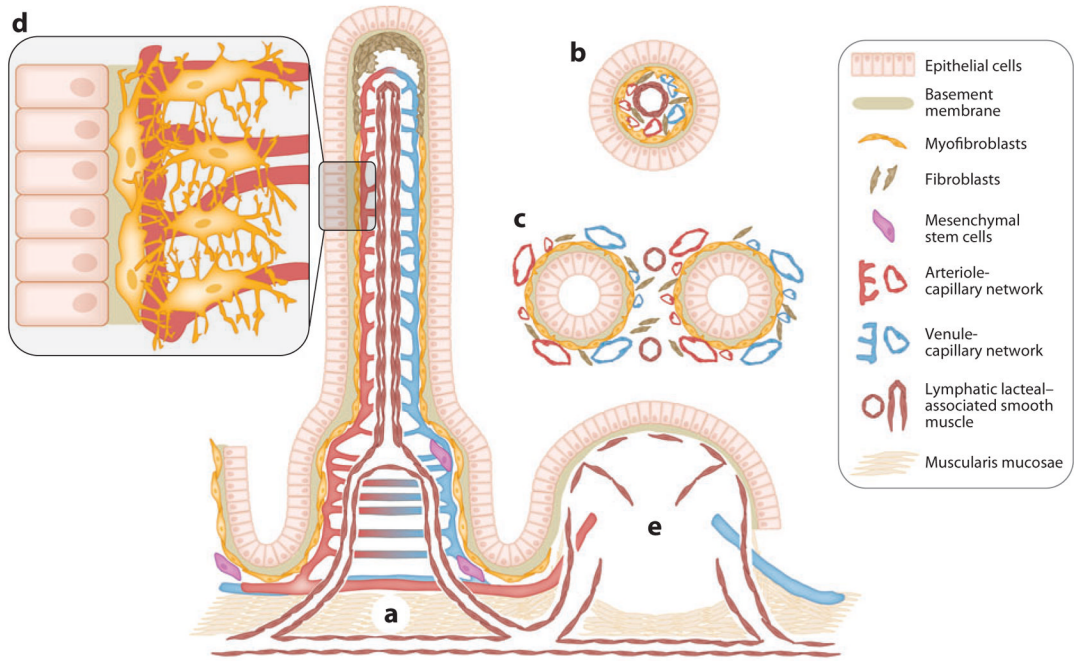 d
b
c
a
e
Epithelial cells
Basement
membrane
Myofibroblasts
Fibroblasts
Mesenchymal
stem cells
Arteriole-
capillary network
Venule-
capillary network
Lymphatic lacteal–
associated smooth
muscle
Muscularis mucosae